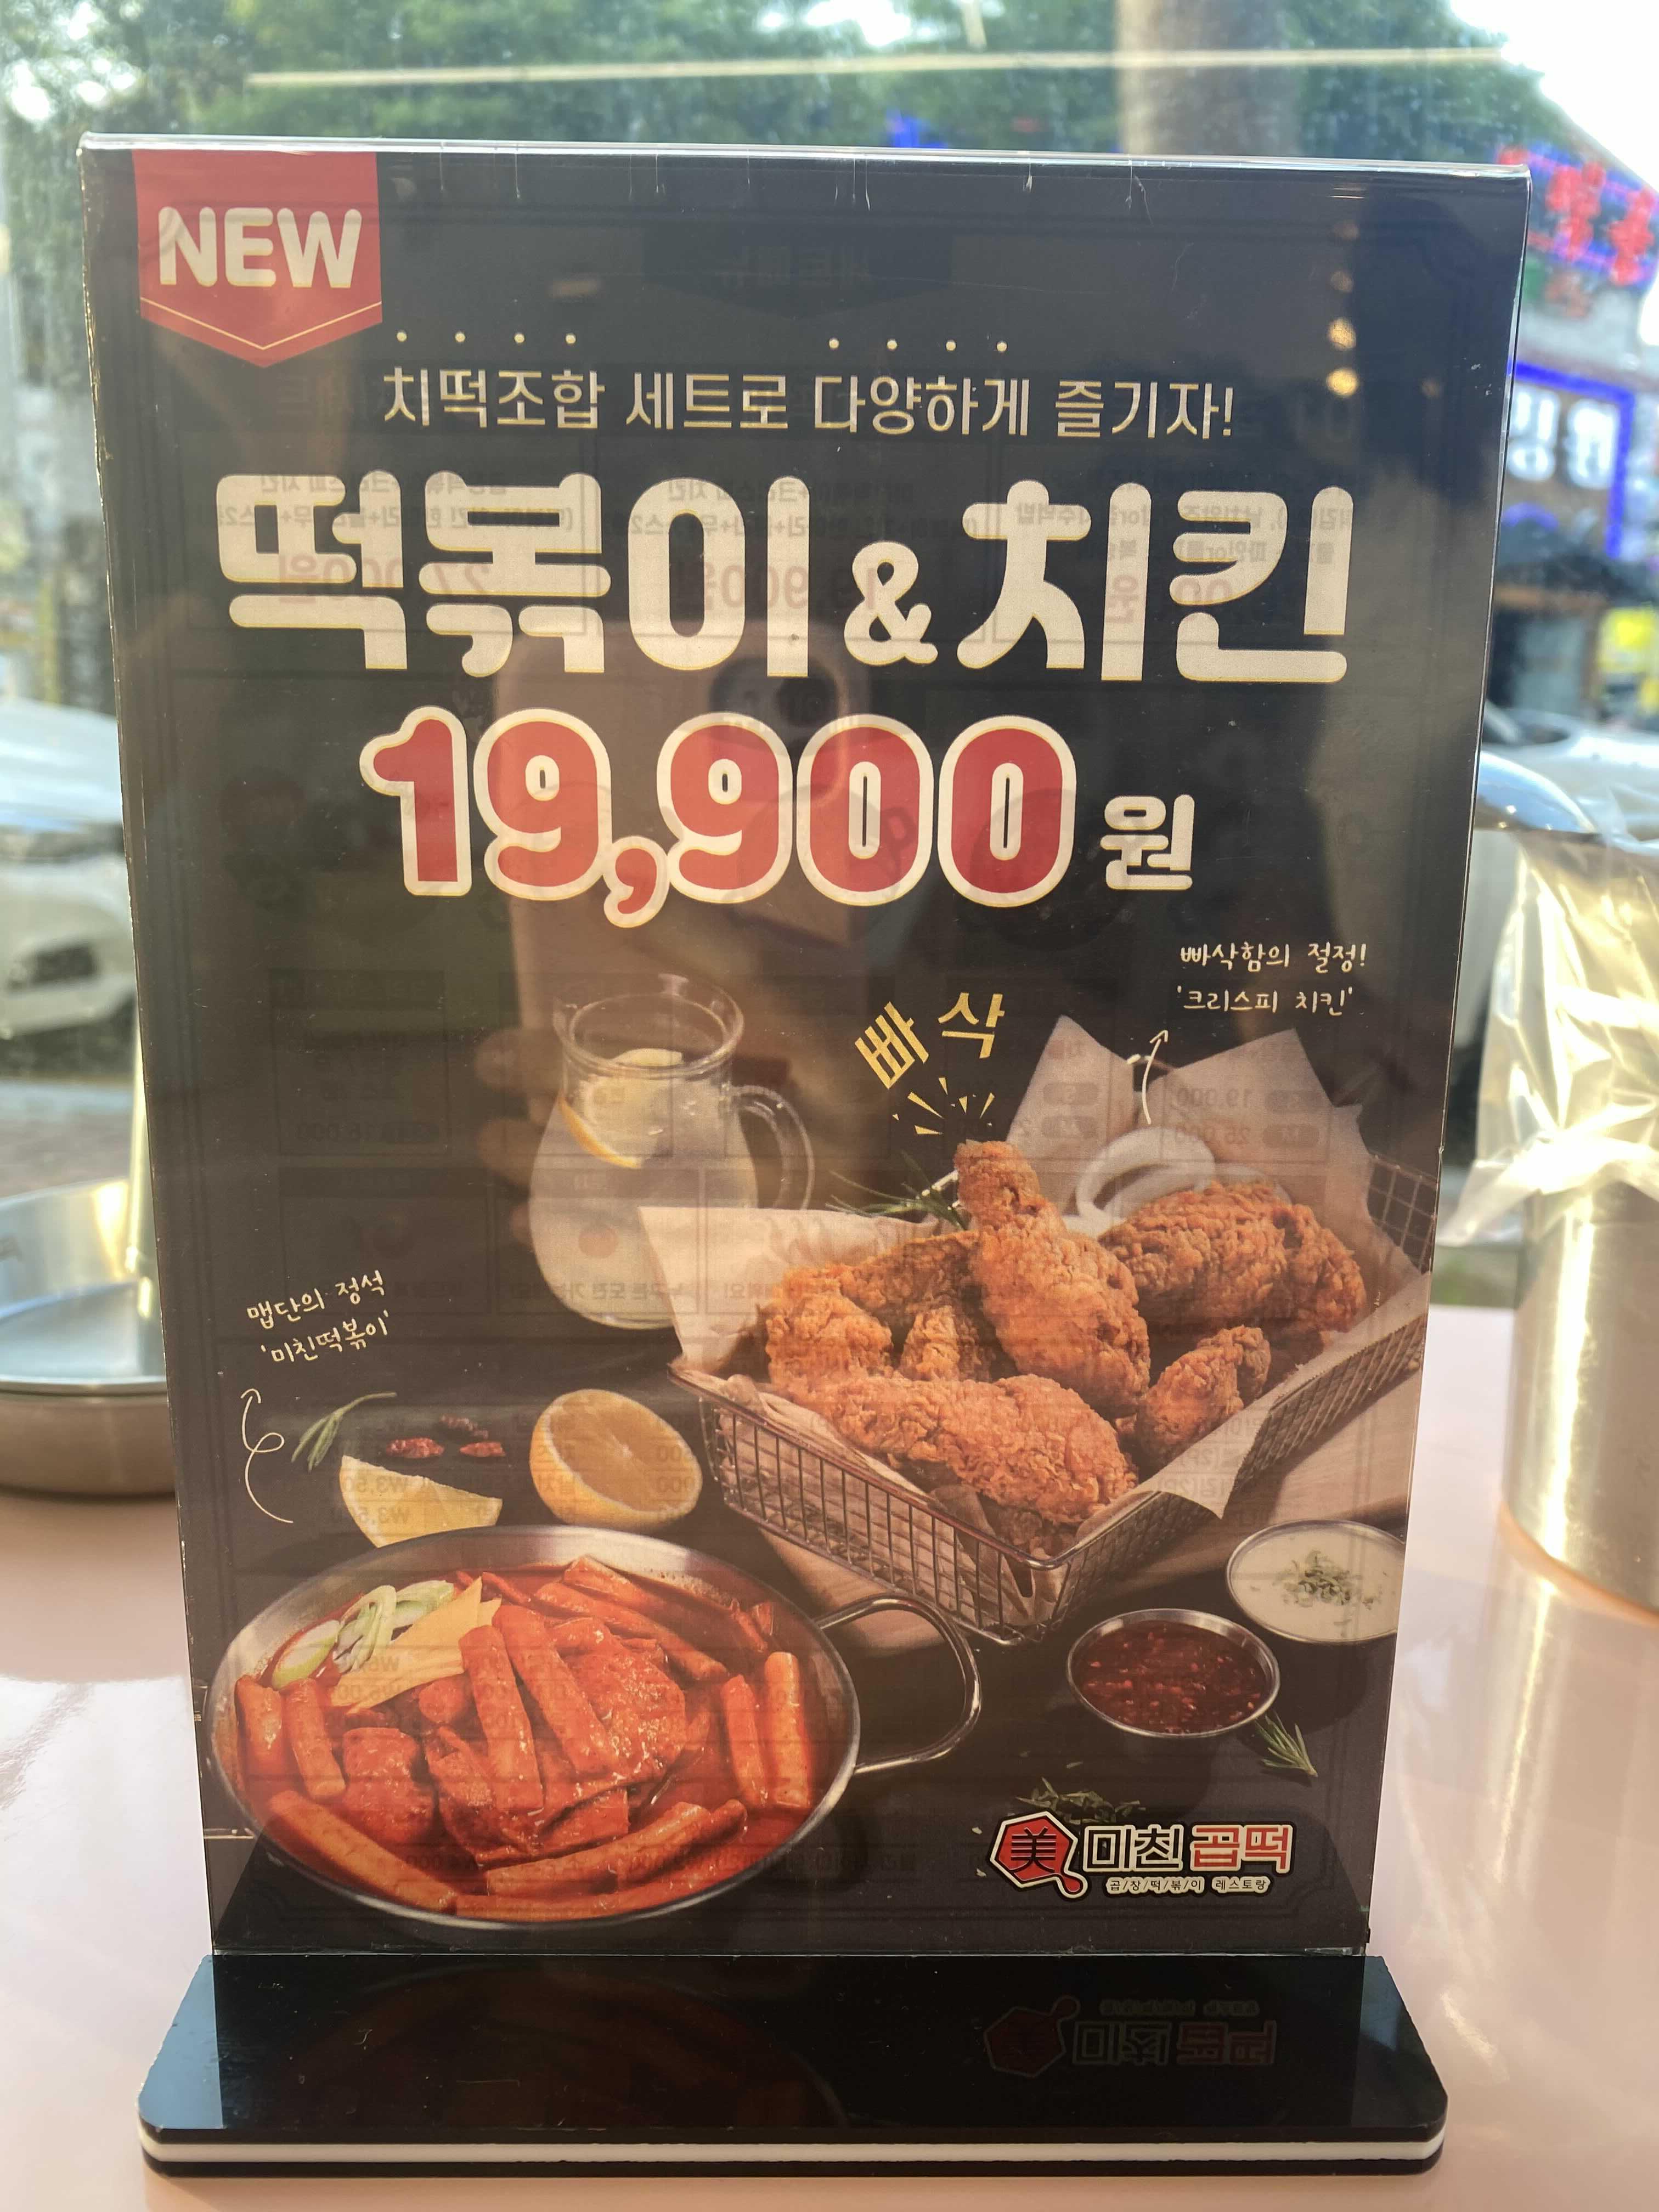 NEW
치떡조합 세트로 다양하게 즐기자!
떡볶이&치킨
19,900원
빠삭함의 절정!
'크리스피 치킨'
빠삭
맵단의 정석
'미친떡볶이'
美 미친 곱떡
곱/창/떡/볶/이 레스토랑